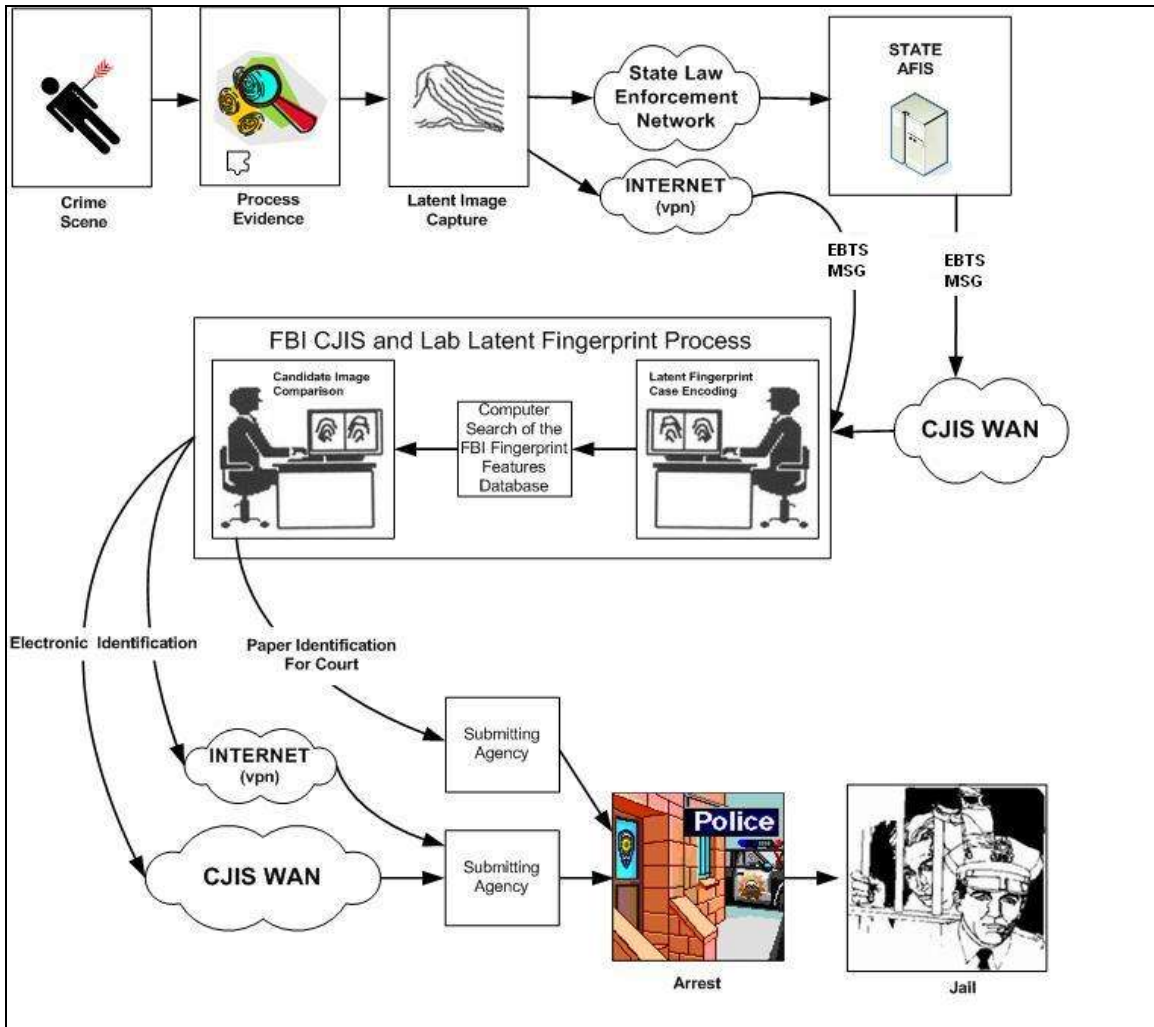 Crime
Scene
Process
Evidence
Latent Image
Capture
State Law
Enforcement
Network
INTERNET
(vpn)
STATE
AFIS
EBTS
MSG
EBTS
MSG
FBI CJIS and Lab Latent Fingerprint Process
Candidate Image
Comparison
Computer
Search of the
FBI Fingerprint
Features
Database
Latent Fingerprint
Case Encoding
CJIS WAN
Electronic Identification
Paper Identification
For Court
INTERNET
(vpn)
CJIS WAN
Submitting
Agency
Submitting
Agency
Police
Arrest
Jail